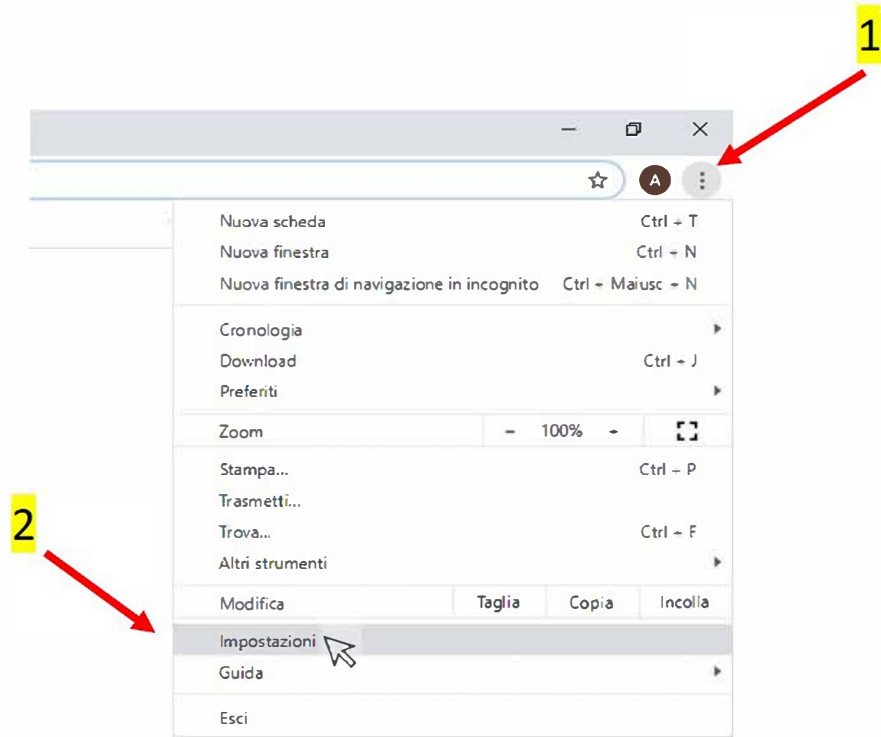 1
A
Nuova scheda Ctrl + T
Nuova finestra Ctrl + N
Nuova finestra di navigazione in incognito Ctrl + Maiusc + N
Cronologia
Download Ctrl + J
Preferiti
Zoom - 100% +
Stampa... Ctrl + P
Trasmetti...
Trova... Ctrl + F
Altri strumenti
Modifica Taglia Copia Incolla
2
Impostazioni
Guida
Esci